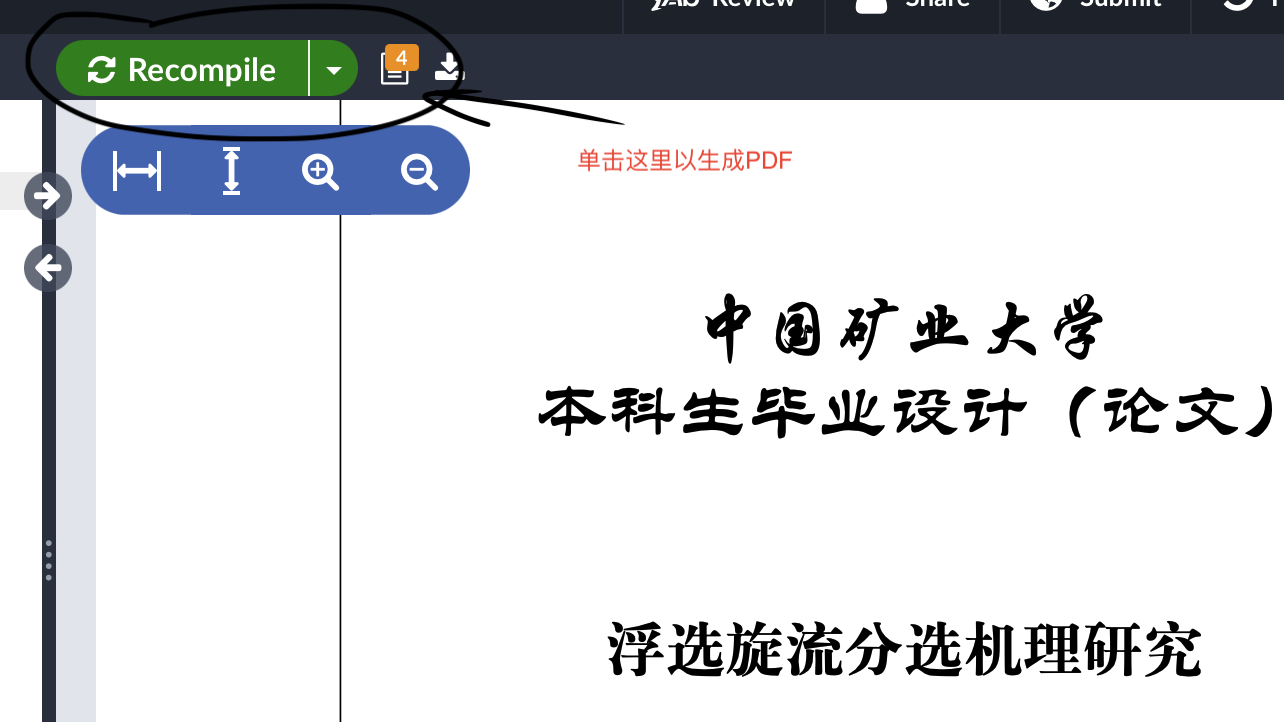 Review Share Submit
Recompile 4
单击这里以生成PDF
中国矿业大学
本科生毕业设计（论文）
浮选旋流分选机理研究